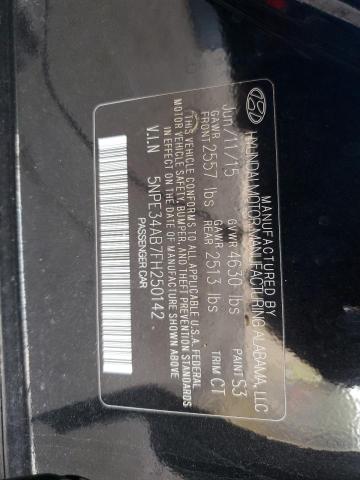 MANUFACTURED BY
HYUNDAI MOTOR MANUFACTURING ALABAMA, LLC
Jun/11/15 GVWR 4630 lbs PAINT S3
GAWR FRONT 2557 lbs GAWR REAR 2513 lbs TRIM CT
THIS VEHICLE CONFORMS TO ALL APPLICABLE U.S.A. FEDERAL
MOTOR VEHICLE SAFETY, BUMPER, AND THEFT PREVENTION STANDARDS
IN EFFECT ON THE DATE OF MANUFACTURE SHOWN ABOVE
V.I.N 5NPE34AB7FH250142
PASSENGER CAR